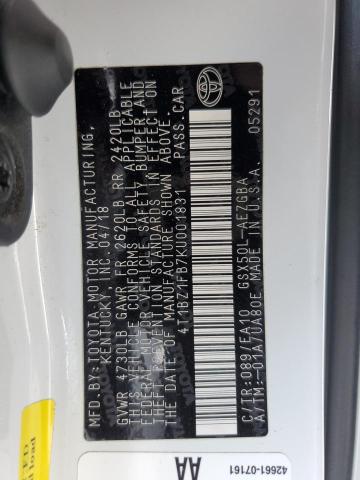 MFD.BY:TOYOTA MOTOR MANUFACTURING,
KENTUCKY, INC. 04/18
GVWR 4730LB GAWR FR 2620LB RR 2420LB
THIS VEHICLE CONFORMS TO ALL APPLICABLE
FEDERAL MOTOR VEHICLE SAFETY, BUMPER, AND
THEFT PREVENTION STANDARDS IN EFFECT ON
THE DATE OF MANUFACTURE SHOWN ABOVE.
4T1BZ1FB7KU001831 PASS.CAR
C/TR:089/EA10 GSX50L-AEZGBA
A/TM:-01A/UA80E MADE IN U.S.A. 05291
42661-07161
AA
load